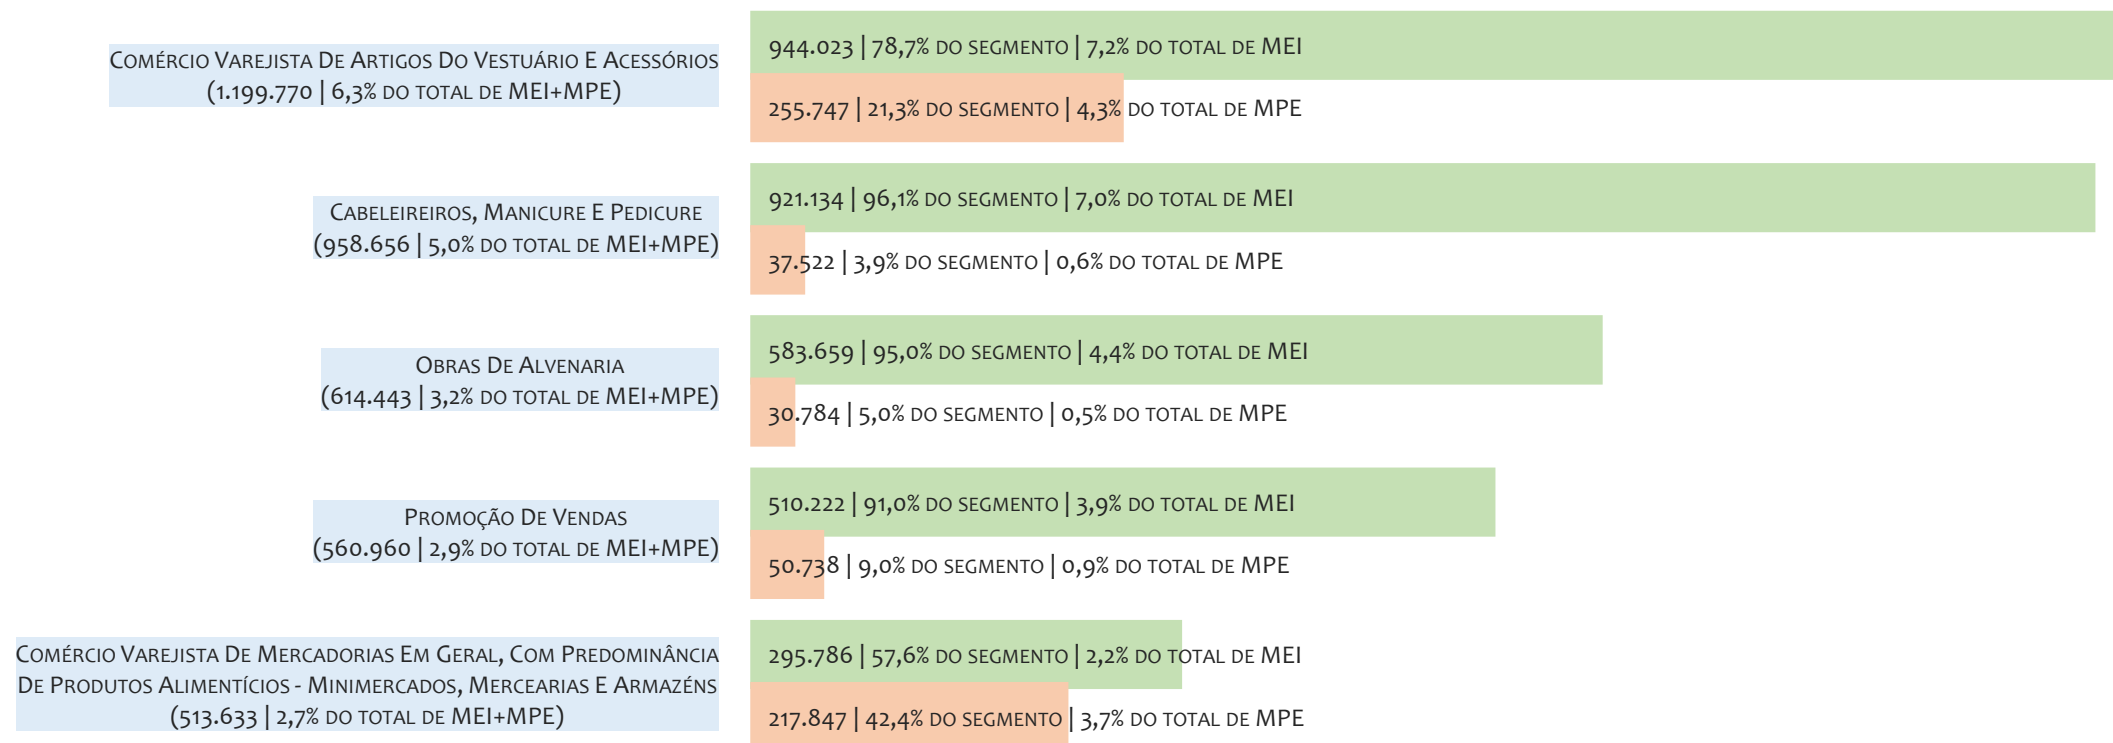 Comércio Varejista De Artigos Do Vestuário E Acessórios
(1.199.770 | 6,3% do total de MEI+MPE)
944.023 | 78,7% do segmento | 7,2% do total de MEI
255.747 | 21,3% do segmento | 4,3% do total de MPE
Cabeleireiros, Manicure E Pedicure
(958.656 | 5,0% do total de MEI+MPE)
921.134 | 96,1% do segmento | 7,0% do total de MEI
37.522 | 3,9% do segmento | 0,6% do total de MPE
Obras De Alvenaria
(614.443 | 3,2% do total de MEI+MPE)
583.659 | 95,0% do segmento | 4,4% do total de MEI
30.784 | 5,0% do segmento | 0,5% do total de MPE
Promoção De Vendas
(560.960 | 2,9% do total de MEI+MPE)
510.222 | 91,0% do segmento | 3,9% do total de MEI
50.738 | 9,0% do segmento | 0,9% do total de MPE
Comércio Varejista De Mercadorias Em Geral, Com Predominância
De Produtos Alimentícios - Minimercados, Mercearias E Armazéns
(513.633 | 2,7% do total de MEI+MPE)
295.786 | 57,6% do segmento | 2,2% do total de MEI
217.847 | 42,4% do segmento | 3,7% do total de MPE